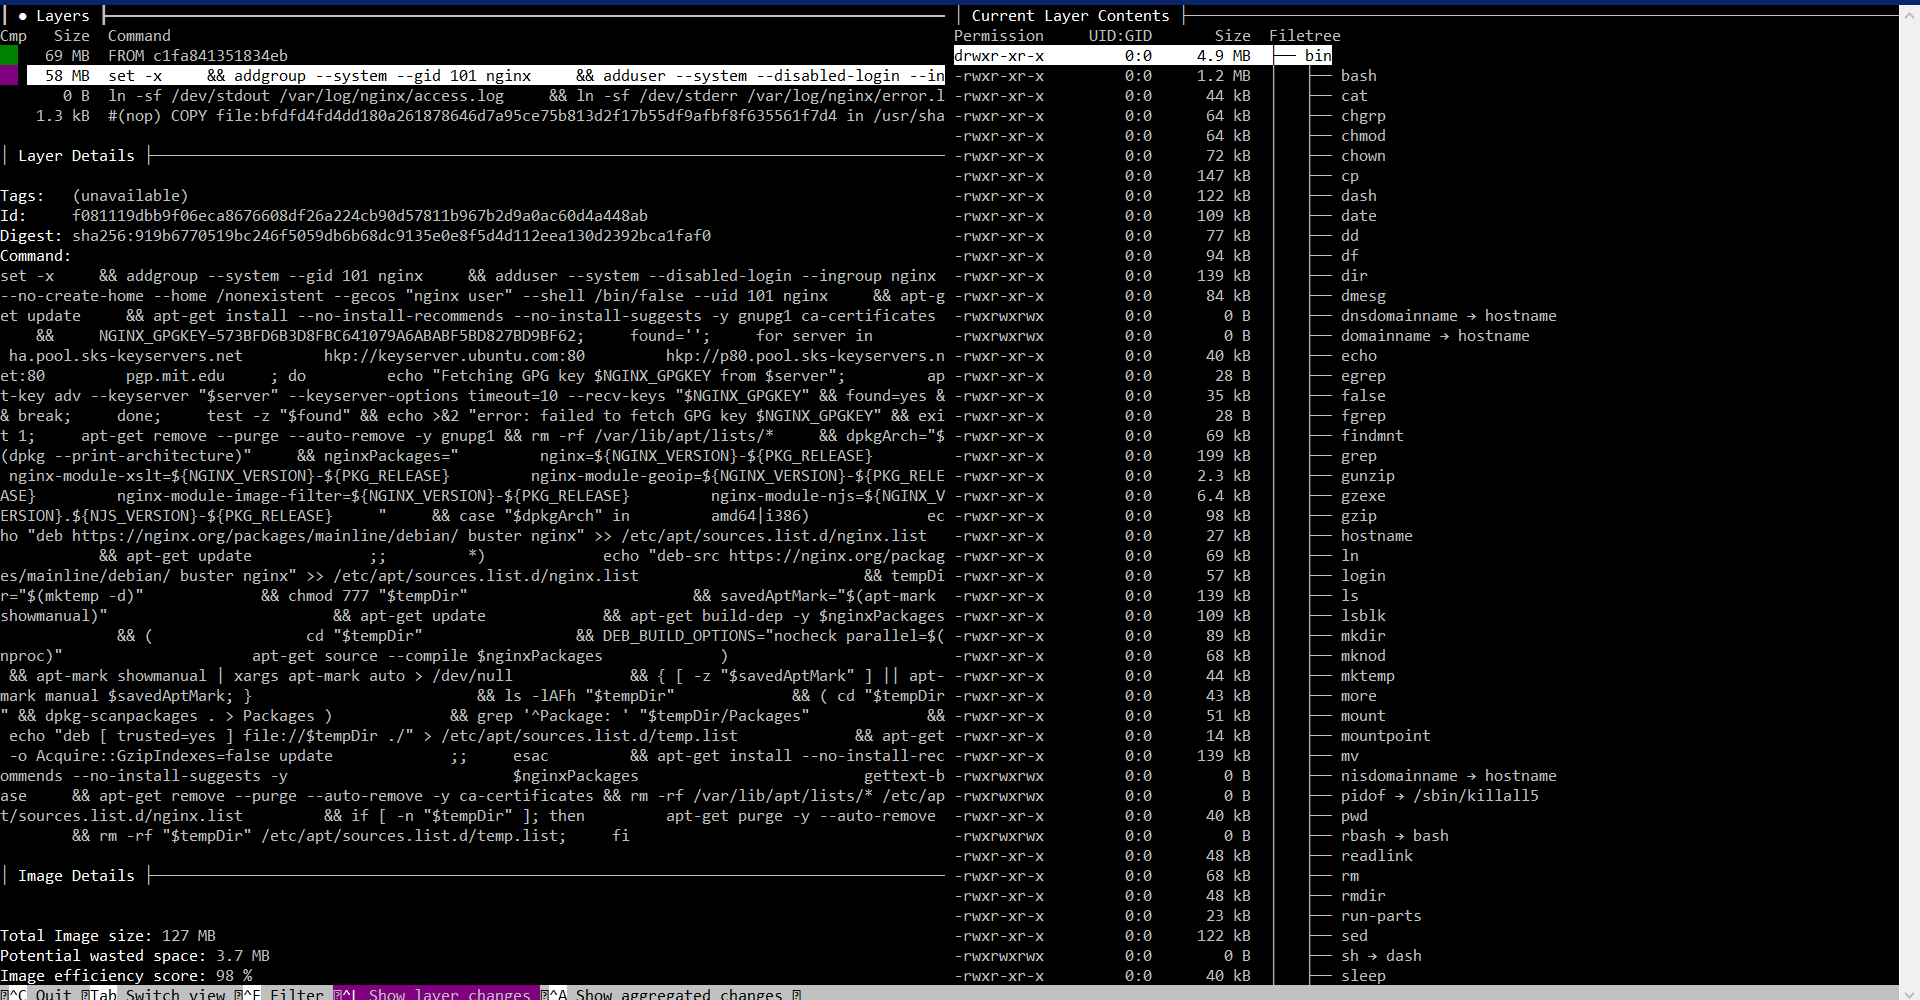 ● Layers
Cmp Size Command
69 MB FROM c1fa841351834eb
58 MB set -x && addgroup --system --gid 101 nginx && adduser --system --disabled-login --in
0 B ln -sf /dev/stdout /var/log/nginx/access.log && ln -sf /dev/stderr /var/log/nginx/error.l
1.3 kB #(nop) COPY file:bfdfd4fd4dd180a261878646d7a95ce75b813d2f17b55df9afbf8f635561f7d4 in /usr/sha
Layer Details
Tags: (unavailable)
Id: f081119dbb9f06eca8676608df26a224cb90d57811b967b2d9a0ac60d4a448ab
Digest: sha256:919b6770519bc246f5059db6b68dc9135e0e8f5d4d112eea130d2392bca1faf0
Command:
set -x && addgroup --system --gid 101 nginx && adduser --system --disabled-login --ingroup nginx
--no-create-home --home /nonexistent --gecos "nginx user" --shell /bin/false --uid 101 nginx && apt-g
et update && apt-get install --no-install-recommends --no-install-suggests -y gnupg1 ca-certificates
&& NGINX_GPGKEY=573BFD6B3D8FBC641079A6ABABF5BD827BD9BF62; found=''; for server in
ha.pool.sks-keyservers.net hkp://keyserver.ubuntu.com:80 hkp://p80.pool.sks-keyservers.n
et:80 pgp.mit.edu ; do echo "Fetching GPG key $NGINX_GPGKEY from $server"; ap
t-key adv --keyserver "$server" --keyserver-options timeout=10 --recv-keys "$NGINX_GPGKEY" && found=yes &
& break; done; test -z "$found" && echo >&2 "error: failed to fetch GPG key $NGINX_GPGKEY" && exi
t 1; apt-get remove --purge --auto-remove -y gnupg1 && rm -rf /var/lib/apt/lists/* && dpkgArch="$
(dpkg --print-architecture)" && nginxPackages=" nginx=${NGINX_VERSION}-${PKG_RELEASE}
nginx-module-xslt=${NGINX_VERSION}-${PKG_RELEASE} nginx-module-geoip=${NGINX_VERSION}-${PKG_RELE
ASE} nginx-module-image-filter=${NGINX_VERSION}-${PKG_RELEASE} nginx-module-njs=${NGINX_V
ERSION}.${NJS_VERSION}-${PKG_RELEASE} " && case "$dpkgArch" in amd64|i386) ec
ho "deb https://nginx.org/packages/mainline/debian/ buster nginx" >> /etc/apt/sources.list.d/nginx.list
&& apt-get update ;; *) echo "deb-src https://nginx.org/packag
es/mainline/debian/ buster nginx" >> /etc/apt/sources.list.d/nginx.list && tempDi
r="$(mktemp -d)" && chmod 777 "$tempDir" && savedAptMark="$(apt-mark
showmanual)" && apt-get update && apt-get build-dep -y $nginxPackages
&& ( cd "$tempDir" && DEB_BUILD_OPTIONS="nocheck parallel=$(
nproc)" apt-get source --compile $nginxPackages )
&& apt-mark showmanual | xargs apt-mark auto > /dev/null && { [ -z "$savedAptMark" ] || apt-
mark manual $savedAptMark; } && ls -lAFh "$tempDir" && ( cd "$tempDir
" && dpkg-scanpackages . > Packages ) && grep '^Package: ' "$tempDir/Packages" &&
echo "deb [ trusted=yes ] file://$tempDir ./" > /etc/apt/sources.list.d/temp.list && apt-get
-o Acquire::GzipIndexes=false update ;; esac && apt-get install --no-install-rec
ommends --no-install-suggests -y $nginxPackages gettext-b
ase && apt-get remove --purge --auto-remove -y ca-certificates && rm -rf /var/lib/apt/lists/* /etc/ap
t/sources.list.d/nginx.list && if [ -n "$tempDir" ]; then apt-get purge -y --auto-remove
&& rm -rf "$tempDir" /etc/apt/sources.list.d/temp.list; fi
Image Details
Total Image size: 127 MB
Potential wasted space: 3.7 MB
Image efficiency score: 98 %
Current Layer Contents
Permission UID:GID Size Filetree
drwxr-xr-x 0:0 4.9 MB ├── bin
-rwxr-xr-x 0:0 1.2 MB │ ├── bash
-rwxr-xr-x 0:0 44 kB │ ├── cat
-rwxr-xr-x 0:0 64 kB │ ├── chgrp
-rwxr-xr-x 0:0 64 kB │ ├── chmod
-rwxr-xr-x 0:0 72 kB │ ├── chown
-rwxr-xr-x 0:0 147 kB │ ├── cp
-rwxr-xr-x 0:0 122 kB │ ├── dash
-rwxr-xr-x 0:0 109 kB │ ├── date
-rwxr-xr-x 0:0 77 kB │ ├── dd
-rwxr-xr-x 0:0 94 kB │ ├── df
-rwxr-xr-x 0:0 139 kB │ ├── dir
-rwxr-xr-x 0:0 84 kB │ ├── dmesg
-rwxrwxrwx 0:0 0 B │ ├── dnsdomainname → hostname
-rwxrwxrwx 0:0 0 B │ ├── domainname → hostname
-rwxr-xr-x 0:0 40 kB │ ├── echo
-rwxr-xr-x 0:0 28 B │ ├── egrep
-rwxr-xr-x 0:0 35 kB │ ├── false
-rwxr-xr-x 0:0 28 B │ ├── fgrep
-rwxr-xr-x 0:0 69 kB │ ├── findmnt
-rwxr-xr-x 0:0 199 kB │ ├── grep
-rwxr-xr-x 0:0 2.3 kB │ ├── gunzip
-rwxr-xr-x 0:0 6.4 kB │ ├── gzexe
-rwxr-xr-x 0:0 98 kB │ ├── gzip
-rwxr-xr-x 0:0 27 kB │ ├── hostname
-rwxr-xr-x 0:0 69 kB │ ├── ln
-rwxr-xr-x 0:0 57 kB │ ├── login
-rwxr-xr-x 0:0 139 kB │ ├── ls
-rwxr-xr-x 0:0 109 kB │ ├── lsblk
-rwxr-xr-x 0:0 89 kB │ ├── mkdir
-rwxr-xr-x 0:0 68 kB │ ├── mknod
-rwxr-xr-x 0:0 44 kB │ ├── mktemp
-rwxr-xr-x 0:0 43 kB │ ├── more
-rwxr-xr-x 0:0 51 kB │ ├── mount
-rwxr-xr-x 0:0 14 kB │ ├── mountpoint
-rwxr-xr-x 0:0 139 kB │ ├── mv
-rwxrwxrwx 0:0 0 B │ ├── nisdomainname → hostname
-rwxrwxrwx 0:0 0 B │ ├── pidof → /sbin/killall5
-rwxr-xr-x 0:0 40 kB │ ├── pwd
-rwxrwxrwx 0:0 0 B │ ├── rbash → bash
-rwxr-xr-x 0:0 48 kB │ ├── readlink
-rwxr-xr-x 0:0 68 kB │ ├── rm
-rwxr-xr-x 0:0 48 kB │ ├── rmdir
-rwxr-xr-x 0:0 23 kB │ ├── run-parts
-rwxr-xr-x 0:0 122 kB │ ├── sed
-rwxrwxrwx 0:0 0 B │ ├── sh → dash
-rwxr-xr-x 0:0 40 kB │ ├── sleep
^C Quit Tab Switch view ^F Filter ^L Show layer changes ^A Show aggregated changes